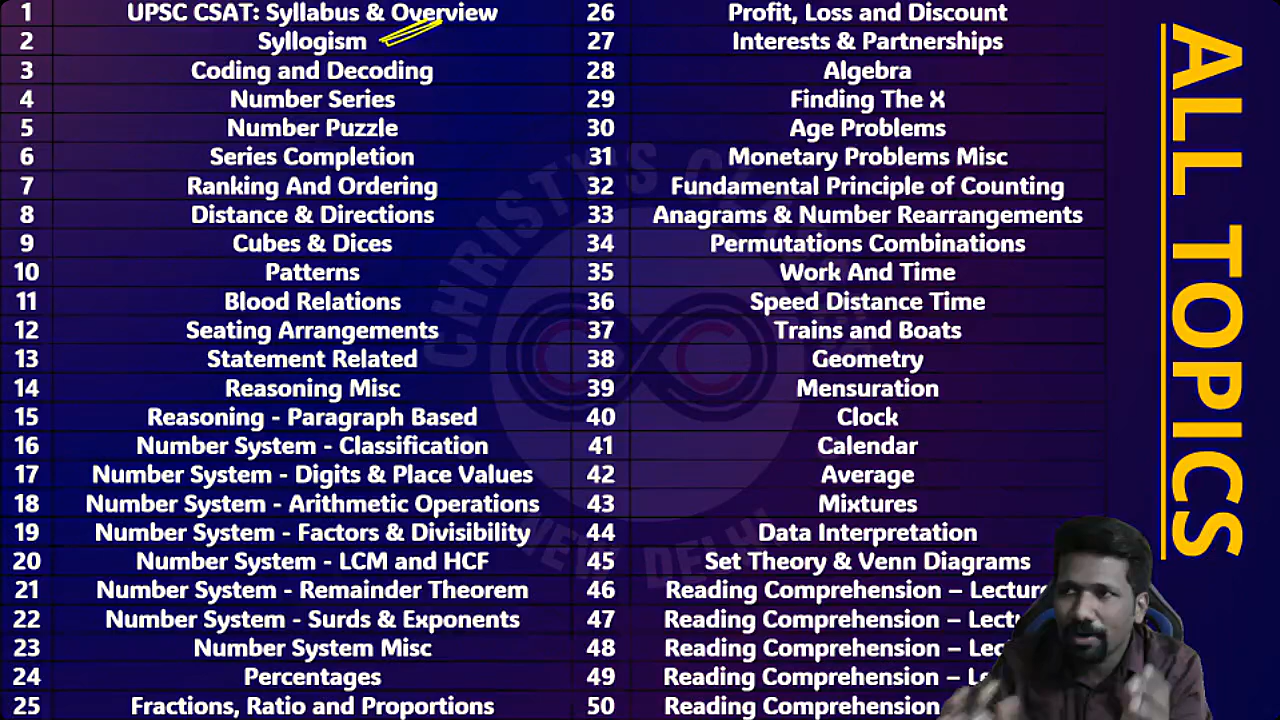 1 UPSC CSAT: Syllabus & Overview
2 Syllogism
3 Coding and Decoding
4 Number Series
5 Number Puzzle
6 Series Completion
7 Ranking And Ordering
8 Distance & Directions
9 Cubes & Dices
10 Patterns
11 Blood Relations
12 Seating Arrangements
13 Statement Related
14 Reasoning Misc
15 Reasoning - Paragraph Based
16 Number System - Classification
17 Number System - Digits & Place Values
18 Number System - Arithmetic Operations
19 Number System - Factors & Divisibility
20 Number System - LCM and HCF
21 Number System - Remainder Theorem
22 Number System - Surds & Exponents
23 Number System Misc
24 Percentages
25 Fractions, Ratio and Proportions
26 Profit, Loss and Discount
27 Interests & Partnerships
28 Algebra
29 Finding The X
30 Age Problems
31 Monetary Problems Misc
32 Fundamental Principle of Counting
33 Anagrams & Number Rearrangements
34 Permutations Combinations
35 Work And Time
36 Speed Distance Time
37 Trains and Boats
38 Geometry
39 Mensuration
40 Clock
41 Calendar
42 Average
43 Mixtures
44 Data Interpretation
45 Set Theory & Venn Diagrams
46 Reading Comprehension – Lecture
47 Reading Comprehension –
48 Reading Comprehension –
49 Reading Comprehension –
50 Reading Comprehension
ALL TOPICS
CHRISTY'S
NEW DELHI